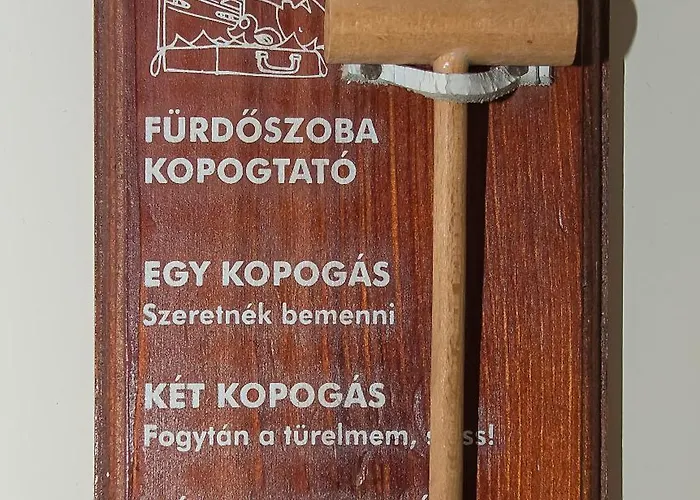 FÜRDŐSZOBA
KOPOGTATÓ
EGY KOPOGÁS
Szeretnék bemenni
KÉT KOPOGÁS
Fogytán a türelmem,